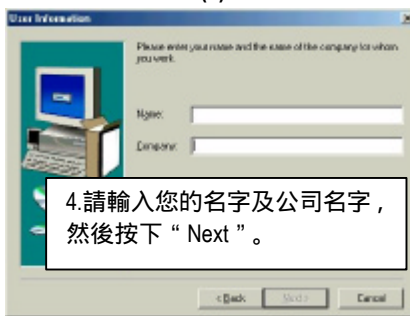 User Information
Please enter your name and the name of the company for whom
you work.
Name:
Company:
4.請輸入您的名字及公司名字，
然後按下“Next”。
< Back
Next >
Cancel